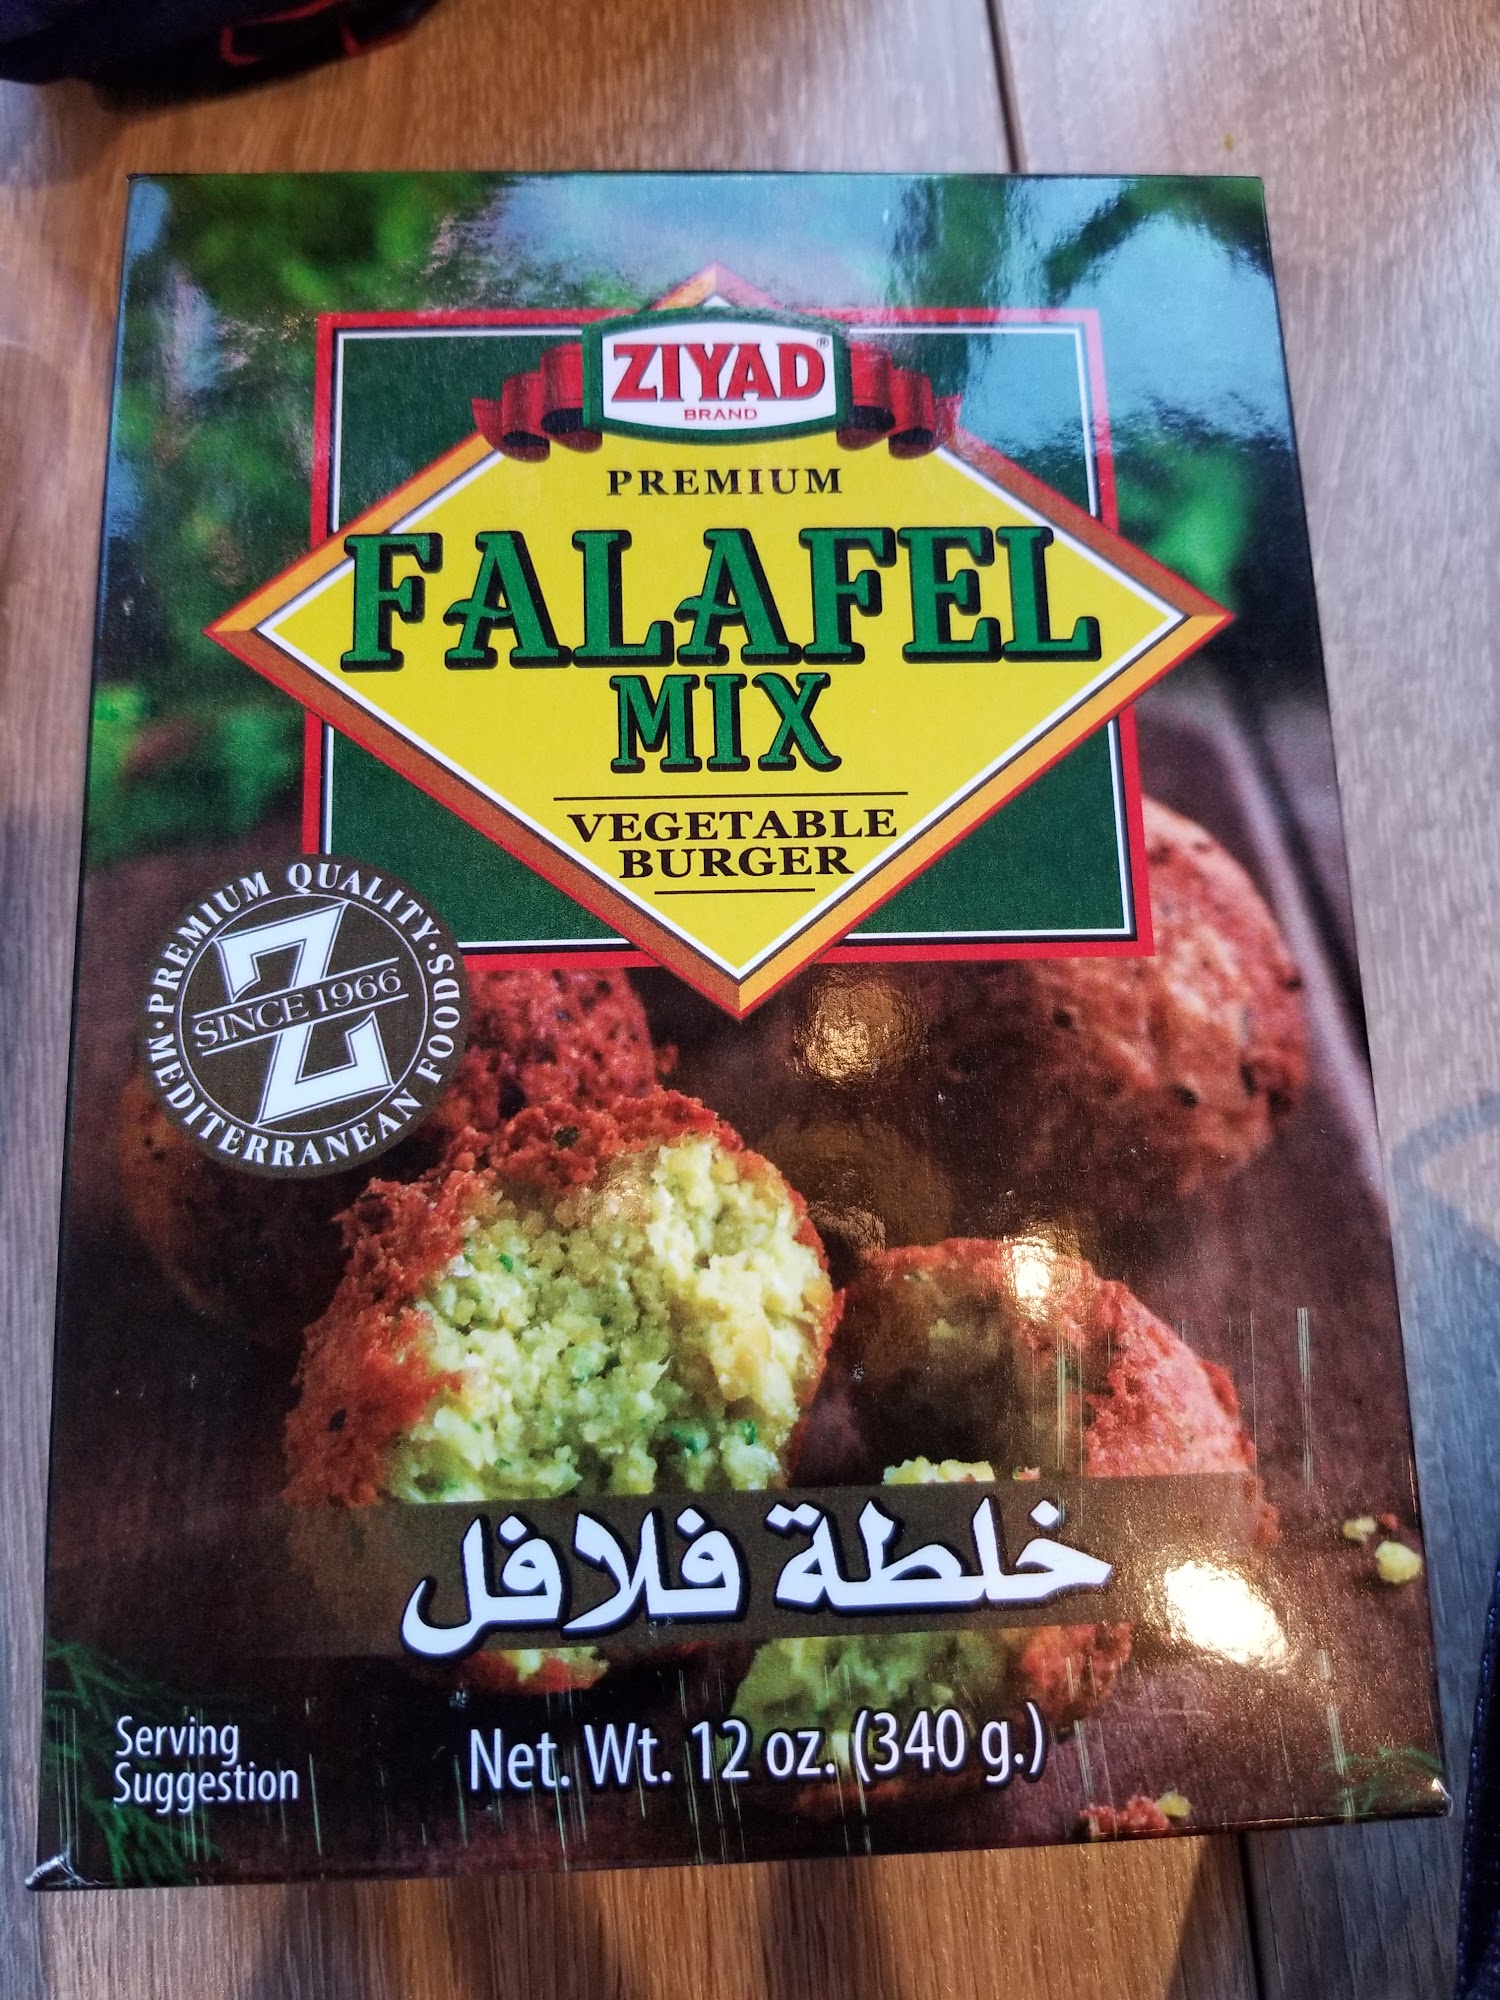 ZIYAD®
BRAND
PREMIUM
FALAFEL
MIX
VEGETABLE
BURGER
PREMIUM QUALITY
Z
SINCE 1966
·MEDITERRANEAN FOODS·
خلطة فلافل
Serving
Suggestion
Net. Wt. 12 oz. (340 g.)